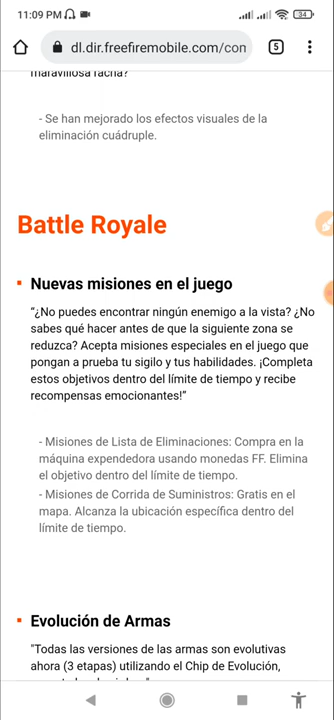 11:09 PM
34
dl.dir.freefiremobile.com/con
5
maravillosa racha?
- Se han mejorado los efectos visuales de la
eliminación cuádruple.
Battle Royale
Nuevas misiones en el juego
"¿No puedes encontrar ningún enemigo a la vista? ¿No
sabes qué hacer antes de que la siguiente zona se
reduzca? Acepta misiones especiales en el juego que
pongan a prueba tu sigilo y tus habilidades. ¡Completa
estos objetivos dentro del límite de tiempo y recibe
recompensas emocionantes!"
- Misiones de Lista de Eliminaciones: Compra en la
máquina expendedora usando monedas FF. Elimina
el objetivo dentro del límite de tiempo.
- Misiones de Corrida de Suministros: Gratis en el
mapa. Alcanza la ubicación específica dentro del
límite de tiempo.
Evolución de Armas
"Todas las versiones de las armas son evolutivas
ahora (3 etapas) utilizando el Chip de Evolución,